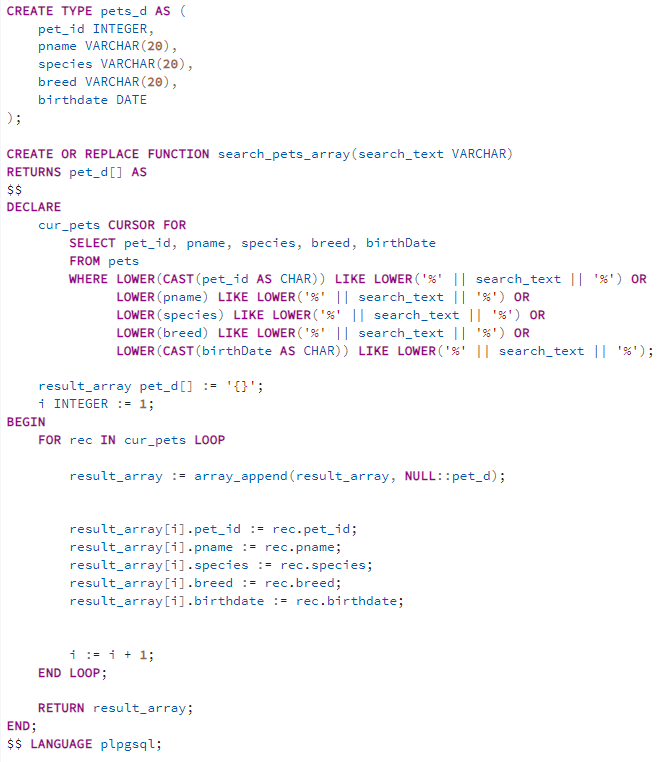 CREATE TYPE pets_d AS (
    pet_id INTEGER,
    pname VARCHAR(20),
    species VARCHAR(20),
    breed VARCHAR(20),
    birthdate DATE
);

CREATE OR REPLACE FUNCTION search_pets_array(search_text VARCHAR)
RETURNS pet_d[] AS
$$
DECLARE
    cur_pets CURSOR FOR
        SELECT pet_id, pname, species, breed, birthDate
        FROM pets
        WHERE LOWER(CAST(pet_id AS CHAR)) LIKE LOWER('%' || search_text || '%') OR
              LOWER(pname) LIKE LOWER('%' || search_text || '%') OR
              LOWER(species) LIKE LOWER('%' || search_text || '%') OR
              LOWER(breed) LIKE LOWER('%' || search_text || '%') OR
              LOWER(CAST(birthDate AS CHAR)) LIKE LOWER('%' || search_text || '%');

    result_array pet_d[] := '{}';
    i INTEGER := 1;
BEGIN
    FOR rec IN cur_pets LOOP

        result_array := array_append(result_array, NULL::pet_d);


        result_array[i].pet_id := rec.pet_id;
        result_array[i].pname := rec.pname;
        result_array[i].species := rec.species;
        result_array[i].breed := rec.breed;
        result_array[i].birthdate := rec.birthdate;


        i := i + 1;
    END LOOP;

    RETURN result_array;
END;
$$ LANGUAGE plpgsql;